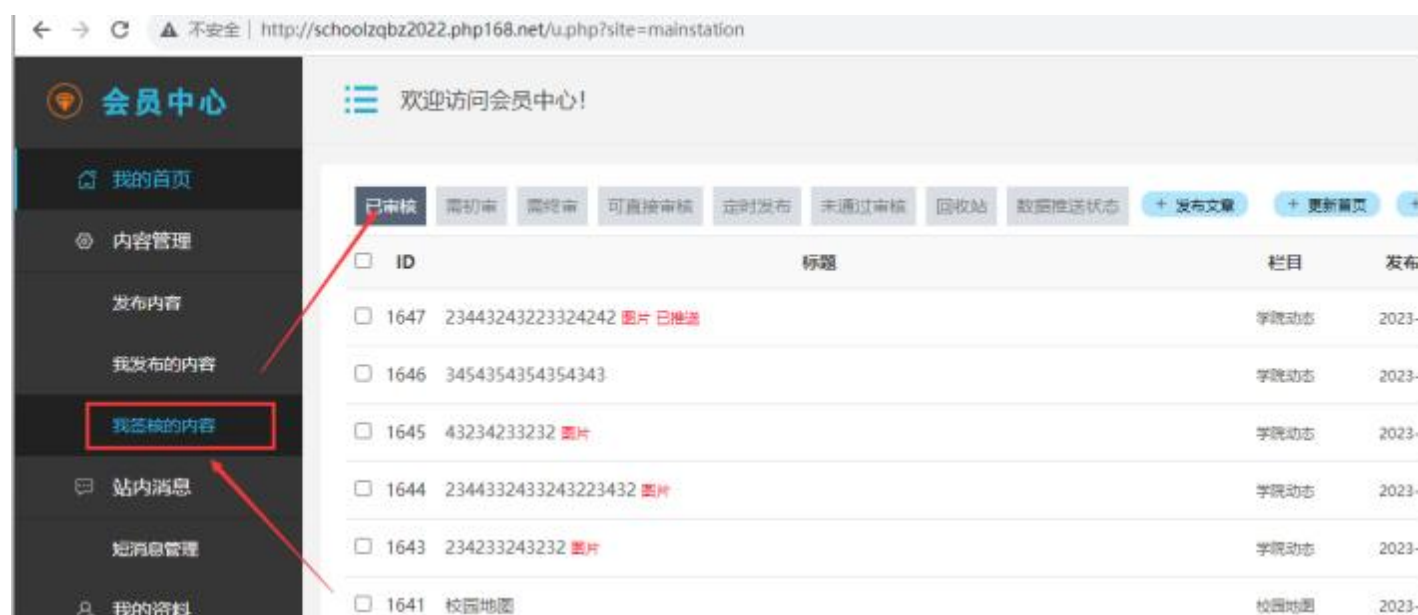 不安全 | http://schoolzqbz2022.php168.net/u.php?site=mainstation
会员中心
欢迎访问会员中心!
我的首页
内容管理
发布内容
我发布的内容
我签核的内容
站内消息
短消息管理
我的资料
已审核 需初审 需终审 可直接审核 定时发布 未通过审核 回收站 数据推送状态 + 发布文章 + 更新首页 +
ID 标题 栏目 发布
1647 23443243223324242 图片 已推送 学院动态 2023-
1646 3454354354354343 学院动态 2023-
1645 43234233232 图片 学院动态 2023-
1644 2344332433243223432 图片 学院动态 2023-
1643 234233243232 图片 学院动态 2023-
1641 校园地图 校园地图 2023-